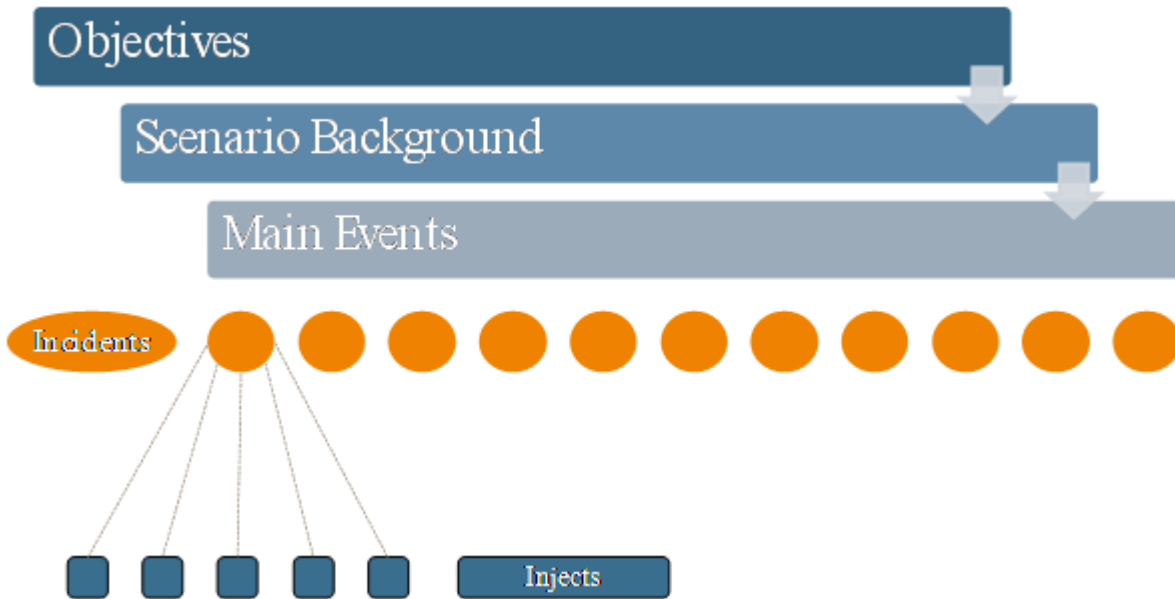 Objectives
Scenario Background
Main Events
Incidents
Injects